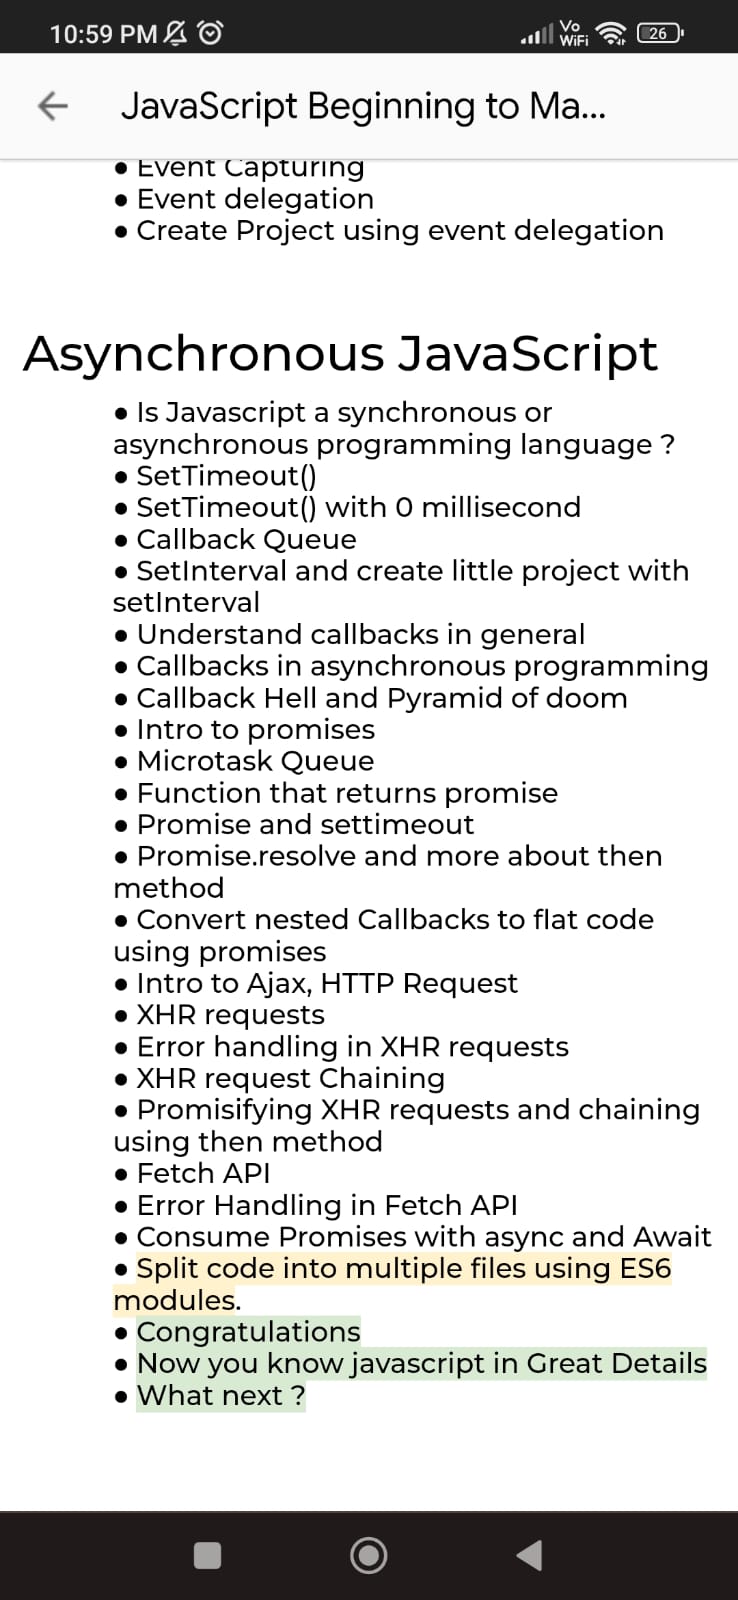 10:59 PM
Vo
WiFi
26
JavaScript Beginning to Ma...
● Event Capturing
● Event delegation
● Create Project using event delegation
Asynchronous JavaScript
● Is Javascript a synchronous or
asynchronous programming language ?
● SetTimeout()
● SetTimeout() with 0 millisecond
● Callback Queue
● SetInterval and create little project with
setInterval
● Understand callbacks in general
● Callbacks in asynchronous programming
● Callback Hell and Pyramid of doom
● Intro to promises
● Microtask Queue
● Function that returns promise
● Promise and settimeout
● Promise.resolve and more about then
method
● Convert nested Callbacks to flat code
using promises
● Intro to Ajax, HTTP Request
● XHR requests
● Error handling in XHR requests
● XHR request Chaining
● Promisifying XHR requests and chaining
using then method
● Fetch API
● Error Handling in Fetch API
● Consume Promises with async and Await
● Split code into multiple files using ES6
modules.
● Congratulations
● Now you know javascript in Great Details
● What next ?